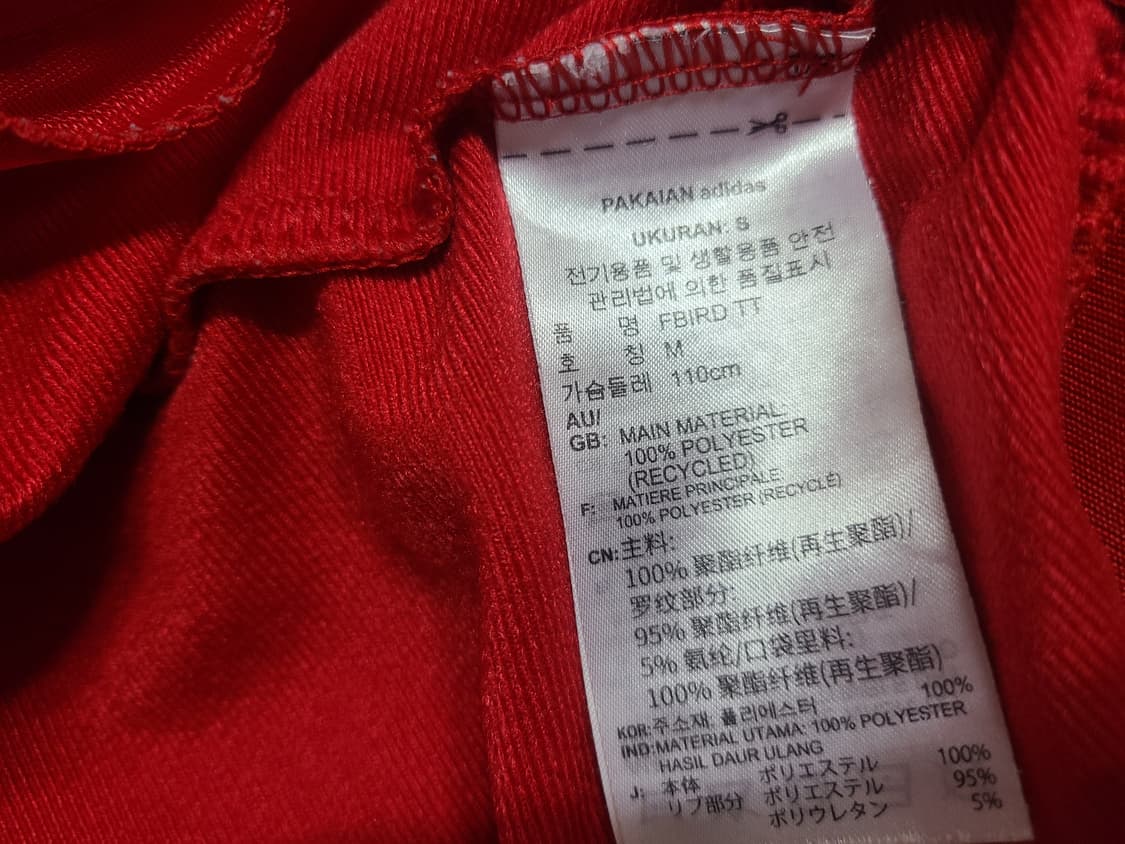 PAKAIAN adidas
UKURAN: S
전기용품 및 생활용품 안전
관리법에 의한 품질표시
품 명 FBIRD TT
호 칭 M
가슴둘레 110cm
AU/
GB: MAIN MATERIAL
100% POLYESTER
(RECYCLED)
F: MATIERE PRINCIPALE
100% POLYESTER (RECYCLÉ)
CN:主料:
100% 聚酯纤维(再生聚酯)/
罗纹部分:
95% 聚酯纤维(再生聚酯)/
5% 氨纶/口袋里料:
100% 聚酯纤维(再生聚酯)
KOR:주소재, 폴리에스터 100%
IND:MATERIAL UTAMA: 100% POLYESTER
HASIL DAUR ULANG
J: 本体 ポリエステル 100%
リブ部分 ポリエステル 95%
ポリウレタン 5%